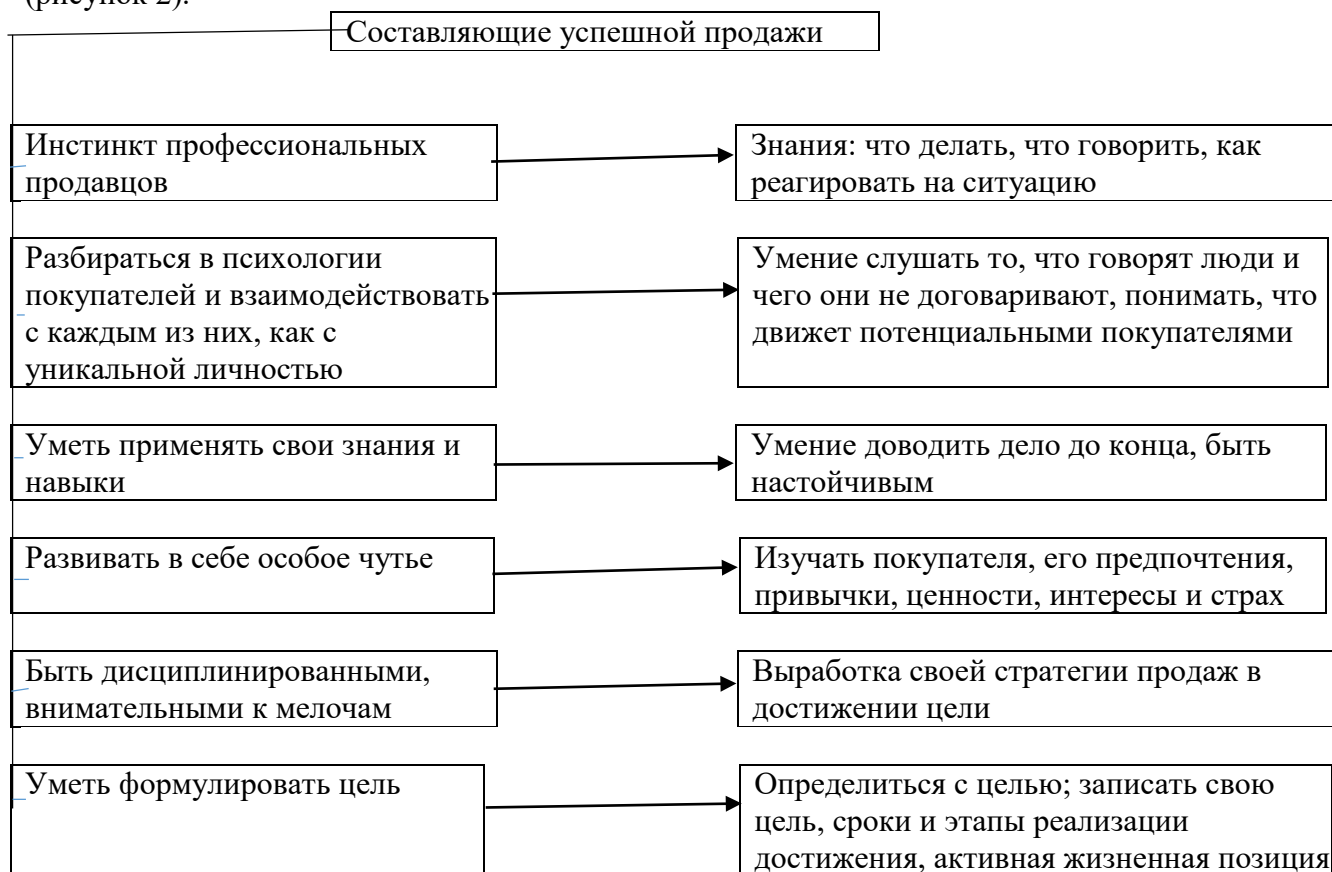 (рисунок 2).
Составляющие успешной продажи
Инстинкт профессиональных
продавцов
Знания: что делать, что говорить, как
реагировать на ситуацию
Разбираться в психологии
покупателей и взаимодействовать
с каждым из них, как с
уникальной личностью
Умение слушать то, что говорят люди и
чего они не договаривают, понимать, что
движет потенциальными покупателями
Уметь применять свои знания и
навыки
Умение доводить дело до конца, быть
настойчивым
Развивать в себе особое чутье
Изучать покупателя, его предпочтения,
привычки, ценности, интересы и страх
Быть дисциплинированными,
внимательными к мелочам
Выработка своей стратегии продаж в
достижении цели
Уметь формулировать цель
Определиться с целью; записать свою
цель, сроки и этапы реализации
достижения, активная жизненная позиция